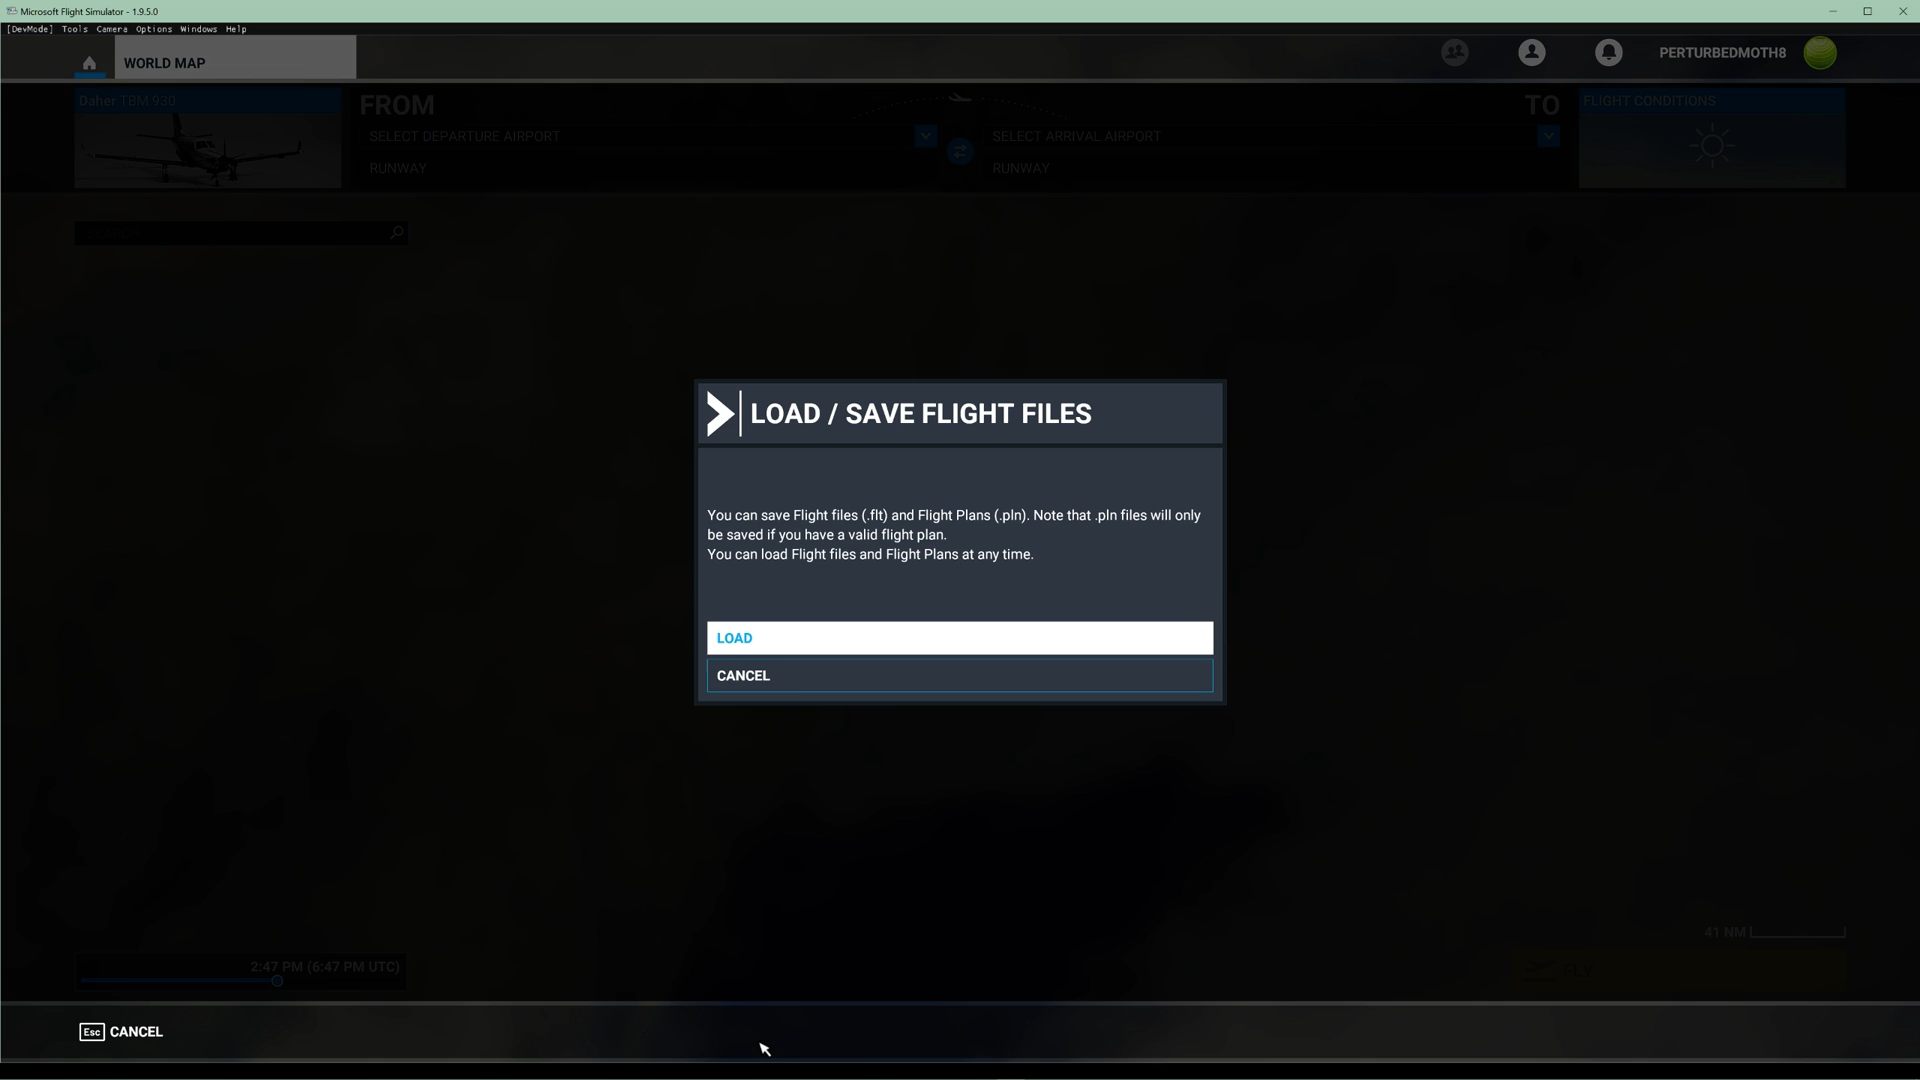 Microsoft Flight Simulator - 1.9.5.0
[DevMode] Tools Camera Options Windows Help
WORLD MAP
PERTURBEDMOTH8
Daher TBM 930
FROM
TO
FLIGHT CONDITIONS
SELECT DEPARTURE AIRPORT
SELECT ARRIVAL AIRPORT
RUNWAY
RUNWAY
LOAD / SAVE FLIGHT FILES
You can save Flight files (.flt) and Flight Plans (.pln). Note that .pln files will only
be saved if you have a valid flight plan.
You can load Flight files and Flight Plans at any time.
LOAD
CANCEL
41 NM
2:47 PM (6:47 PM UTC)
FLY
Esc CANCEL